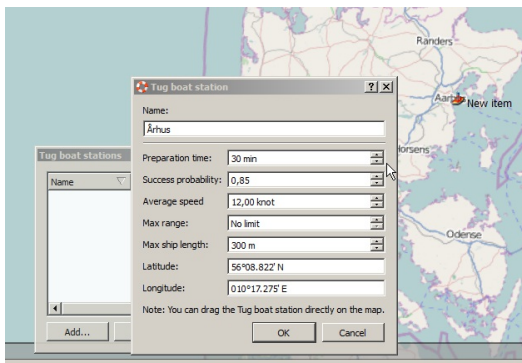 Randers
Aarhus
New item
Horsens
Odense
Tug boat stations
Name
Add...
Tug boat station
Name:
Århus
Preparation time: 30 min
Success probability: 0,85
Average speed 12,00 knot
Max range: No limit
Max ship length: 300 m
Latitude: 56°08.822' N
Longitude: 010°17.275' E
Note: You can drag the Tug boat station directly on the map.
OK Cancel